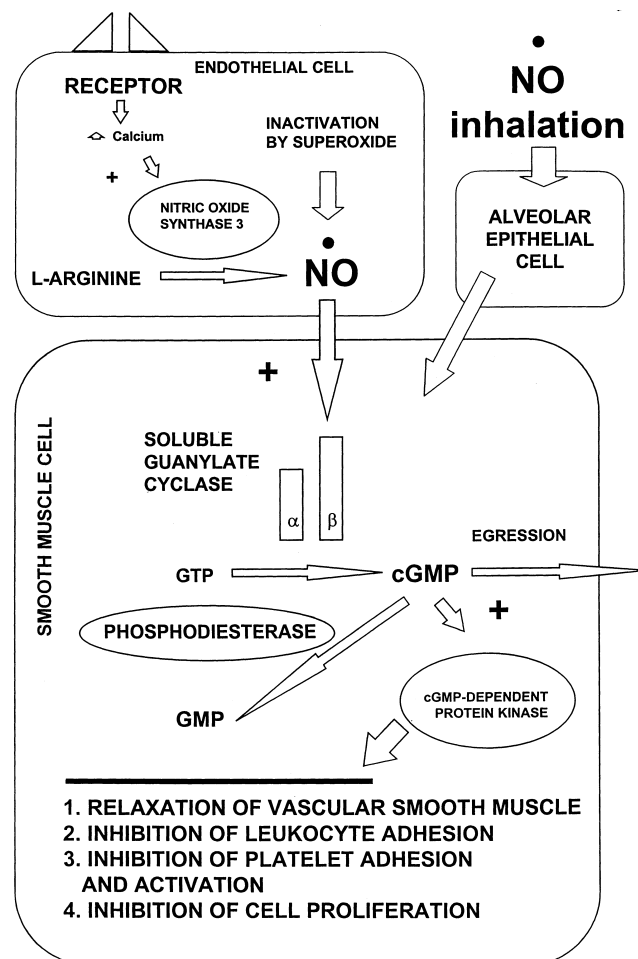 ENDOTHELIAL CELL
RECEPTOR
Calcium
+
NITRIC OXIDE
SYNTHASE 3
INACTIVATION
BY SUPEROXIDE
L-ARGININE
•
NO
•
NO
inhalation
ALVEOLAR
EPITHELIAL
CELL
SMOOTH MUSCLE CELL
+
SOLUBLE
GUANYLATE
CYCLASE
α
β
GTP
cGMP
EGRESSION
+
PHOSPHODIESTERASE
GMP
cGMP-DEPENDENT
PROTEIN KINASE
1. RELAXATION OF VASCULAR SMOOTH MUSCLE
2. INHIBITION OF LEUKOCYTE ADHESION
3. INHIBITION OF PLATELET ADHESION
AND ACTIVATION
4. INHIBITION OF CELL PROLIFERATION